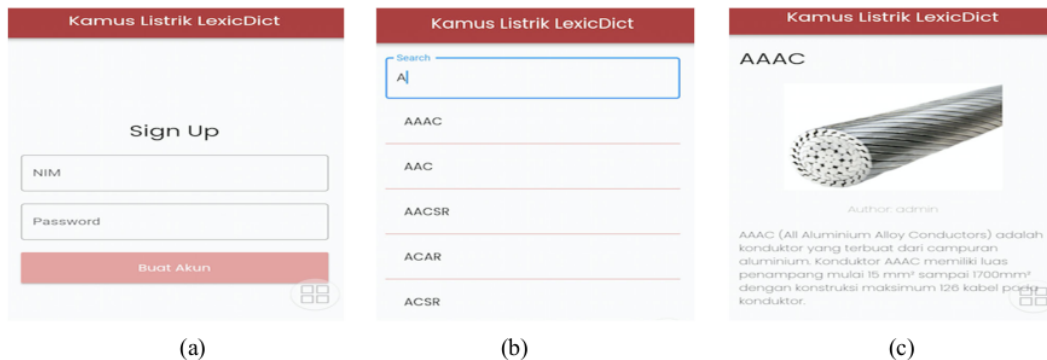 Kamus Listrik LexicDict
Sign Up
NIM
Password
Buat Akun
(a)
Kamus Listrik LexicDict
Search
A
AAAC
AAC
AACSR
ACAR
ACSR
(b)
Kamus Listrik LexicDict
AAAC
Author: admin
AAAC (All Aluminium Alloy Conductors) adalah
konduktor yang terbuat dari campuran
aluminium. Konduktor AAAC memiliki luas
penampang mulai 15 mm² sampai 1700mm²
dengan konstruksi maksimum 126 kabel pada
konduktor.
(c)